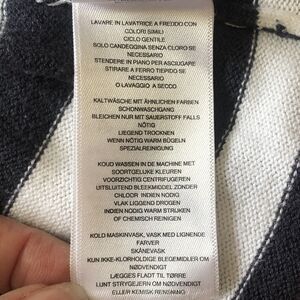 LAVARE IN LAVATRICE A FREDDO CON
COLORI SIMILI
CICLO GENTILE
SOLO CANDEGGINA SENZA CLORO SE
NECESSARIO
STENDERE IN PIANO PER ASCIUGARE
STIRARE A FERRO TIEPIDO SE
NECESSARIO
O LAVAGGIO A SECCO
KALTWÄSCHE MIT ÄHNLICHEN FARBEN
SCHONWASCHGANG
BLEICHEN NUR MIT SAUERSTOFF FALLS
NÖTIG
LIEGEND TROCKNEN
WENN NÖTIG WARM BÜGELN
SPEZIALREINIGUNG
KOUD WASSEN IN DE MACHINE MET
SOORTGELIJKE KLEUREN
VOORZICHTIG CENTRIFUGEREN
UITSLUITEND BLEEKMIDDEL ZONDER
CHLOOR INDIEN NODIG
VLAK LIGGEND DROGEN
INDIEN NODIG WARM STRIJKEN
OF CHEMISCH REINIGEN
KOLD MASKINVASK, VASK MED LIGNENDE
FARVER
SKÅNEVASK
KUN IKKE-KLORHOLDIGE BLEGEMIDLER OM
NØDVENDIGT
LÆGGES FLADT TIL TØRRE
LUNT STRYGEJERN OM NØDVENDIGT
ELLER KEMISK RENSNING